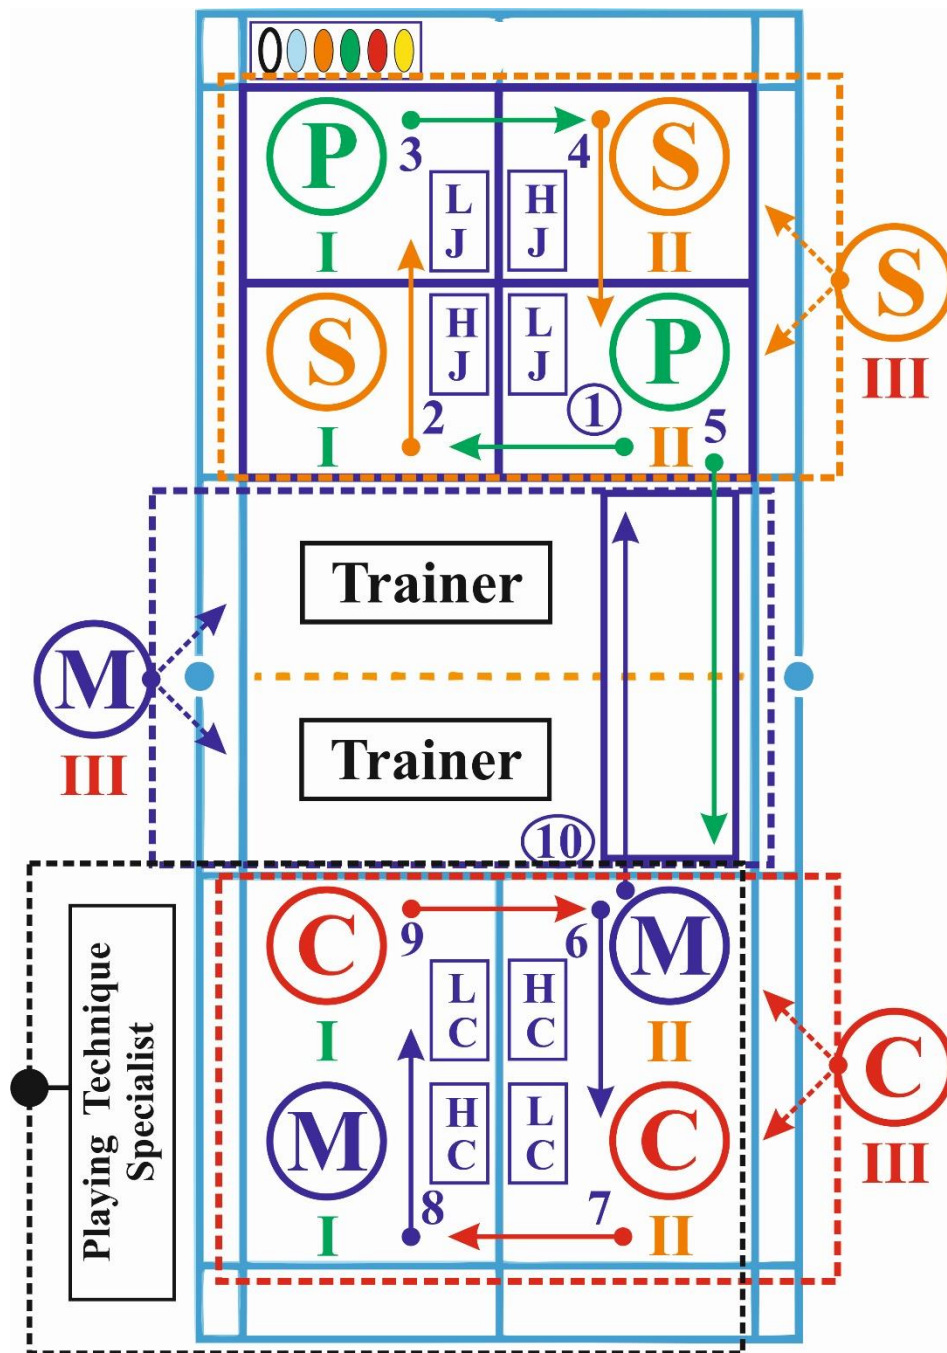 P 3 4 S
L J H J
I II
S III
S H J L J P
2 1 5
I II
Trainer
M
III
Trainer
10
C 9 6 M
L C H C
I II
C
III
M H C L C C
8 7
I II
Playing Technique
Specialist